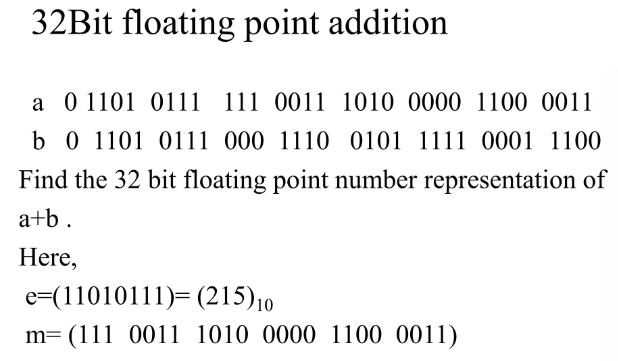 32Bit floating point addition
a 0 1101 0111 111 0011 1010 0000 1100 0011
b 0 1101 0111 000 1110 0101 1111 0001 1100
Find the 32 bit floating point number representation of
a+b .
Here,
e=(11010111)= (215)10
m= (111 0011 1010 0000 1100 0011)